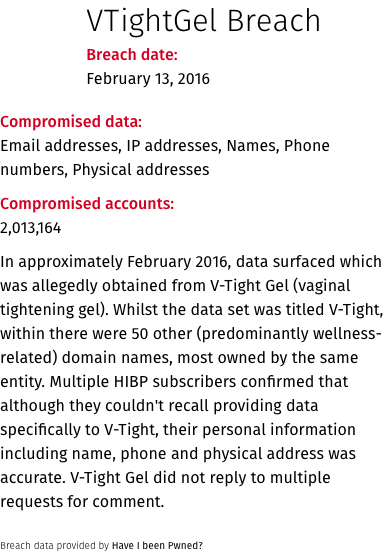 VTightGel Breach
Breach date:
February 13, 2016
Compromised data:
Email addresses, IP addresses, Names, Phone
numbers, Physical addresses
Compromised accounts:
2,013,164
In approximately February 2016, data surfaced which
was allegedly obtained from V-Tight Gel (vaginal
tightening gel). Whilst the data set was titled V-Tight,
within there were 50 other (predominantly wellness-
related) domain names, most owned by the same
entity. Multiple HIBP subscribers confirmed that
although they couldn't recall providing data
specifically to V-Tight, their personal information
including name, phone and physical address was
accurate. V-Tight Gel did not reply to multiple
requests for comment.
Breach data provided by Have I been Pwned?